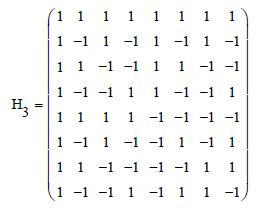 H₃ =
1 1 1 1 1 1 1 1
1 −1 1 −1 1 −1 1 −1
1 1 −1 −1 1 1 −1 −1
1 −1 −1 1 1 −1 −1 1
1 1 1 1 −1 −1 −1 −1
1 −1 1 −1 −1 1 −1 1
1 1 −1 −1 −1 −1 1 1
1 −1 −1 1 −1 1 1 −1